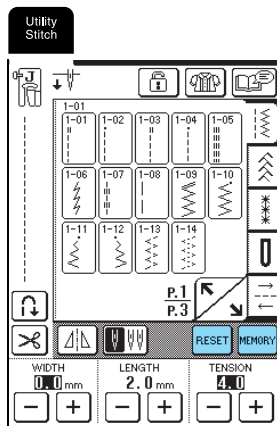 Utility
Stitch
J
1-01
1-01 1-02 1-03 1-04 1-05
1-06 1-07 1-08 1-09 1-10
1-11 1-12 1-13 1-14
P.1
P.3
RESET MEMORY
WIDTH LENGTH TENSION
0.0 mm 2.0 mm 4.0
− + − + − +